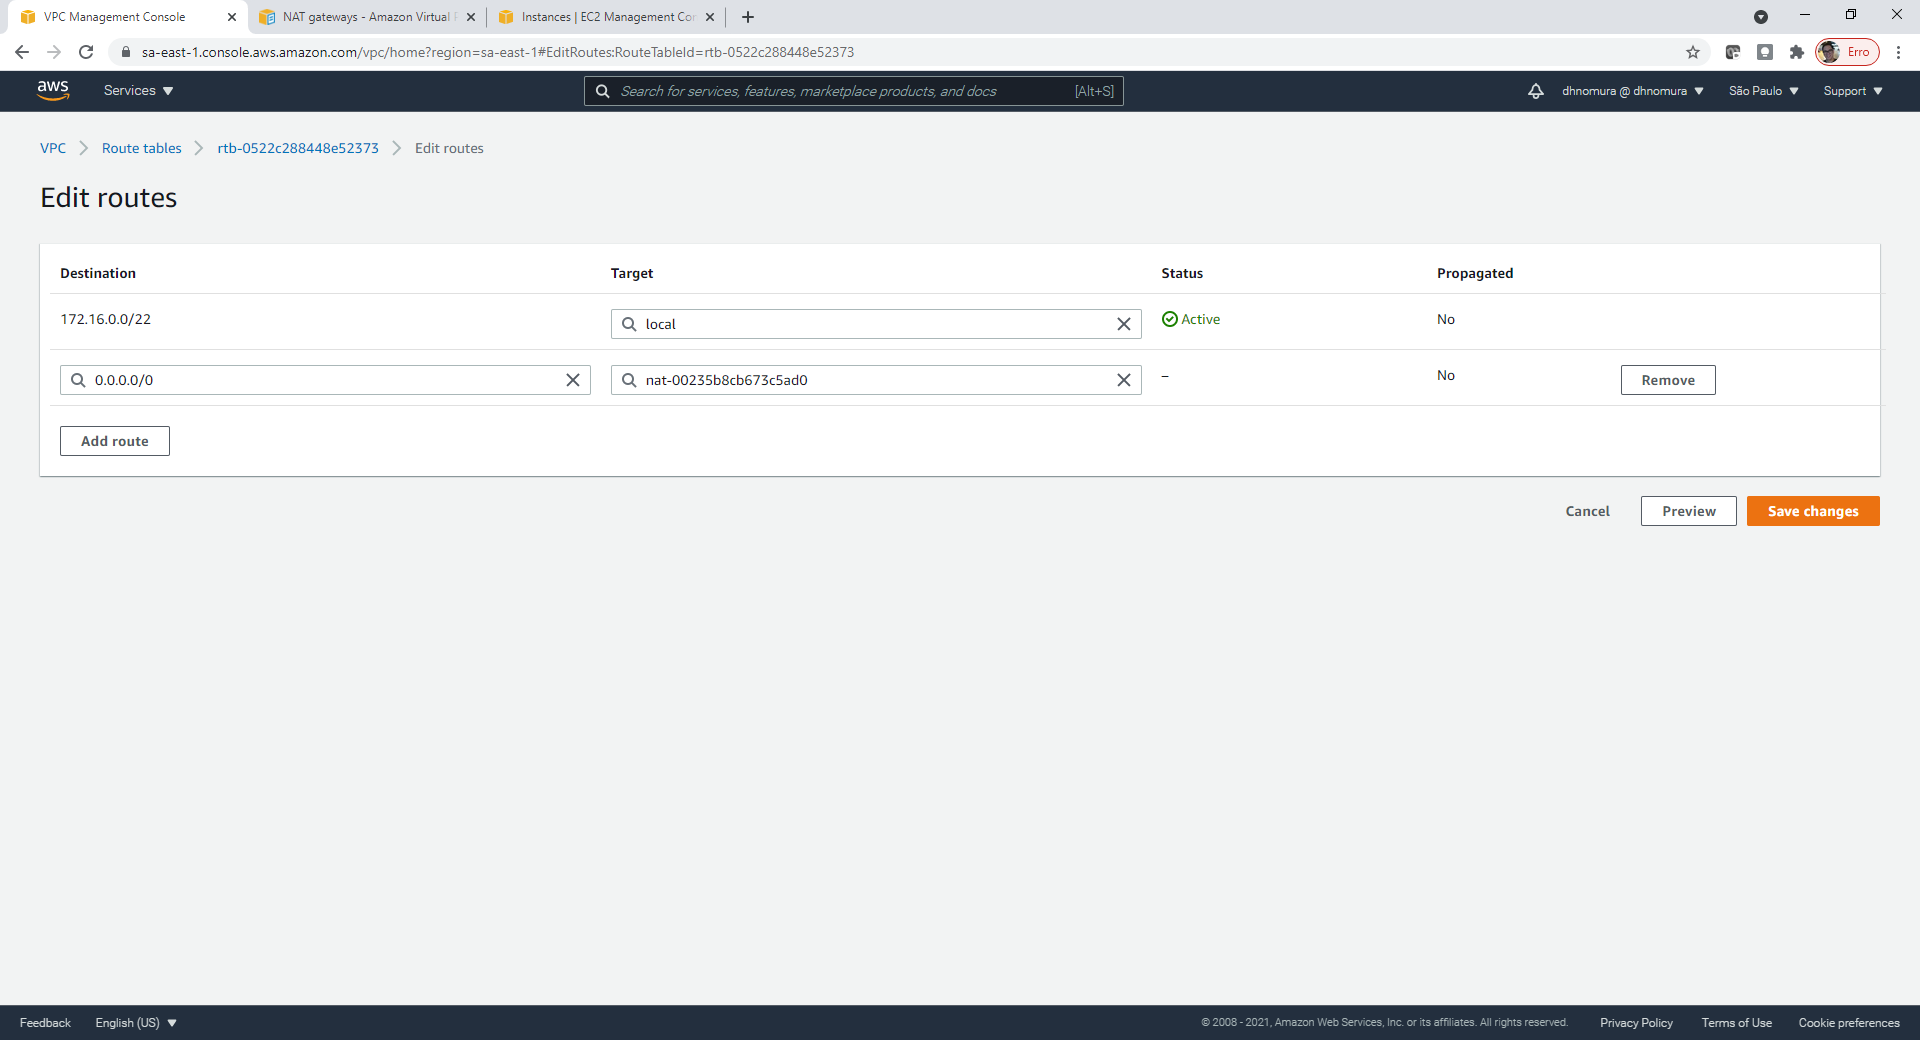 VPC Management Console
NAT gateways - Amazon Virtual
Instances | EC2 Management Con
sa-east-1.console.aws.amazon.com/vpc/home?region=sa-east-1#EditRoutes:RouteTableId=rtb-0522c288448e52373
Erro
aws
Services
Search for services, features, marketplace products, and docs
[Alt+S]
dhnomura @ dhnomura
São Paulo
Support
VPC
Route tables
rtb-0522c288448e52373
Edit routes
Edit routes
Destination
Target
Status
Propagated
172.16.0.0/22
local
Active
No
0.0.0.0/0
nat-00235b8cb673c5ad0
–
No
Remove
Add route
Cancel
Preview
Save changes
Feedback
English (US)
© 2008 - 2021, Amazon Web Services, Inc. or its affiliates. All rights reserved.
Privacy Policy
Terms of Use
Cookie preferences